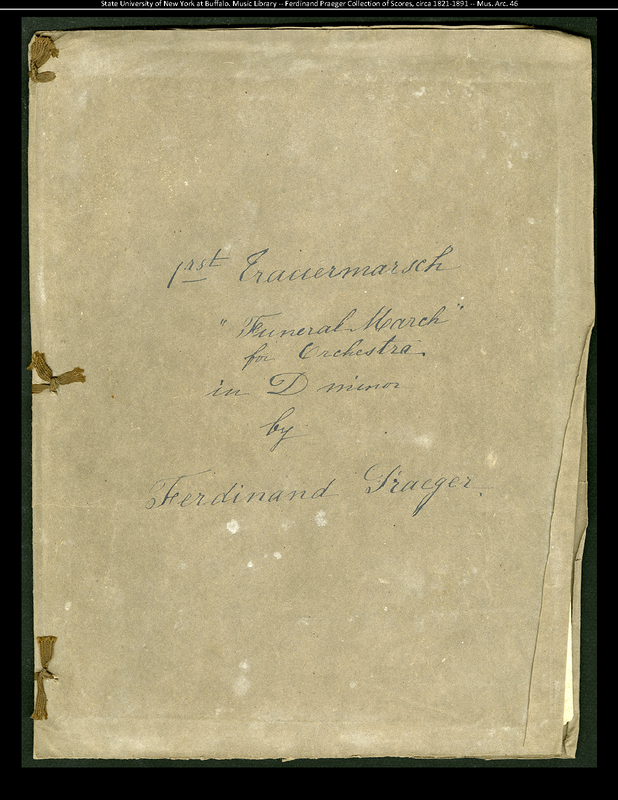 State University of New York at Buffalo. Music Library -- Ferdinand Praeger Collection of Scores, circa 1821-1891 -- Mus. Arc. 46
1rst Trauermarsch
"Funeral March"
for Orchestra.
in D minor
by
Ferdinand Praeger.